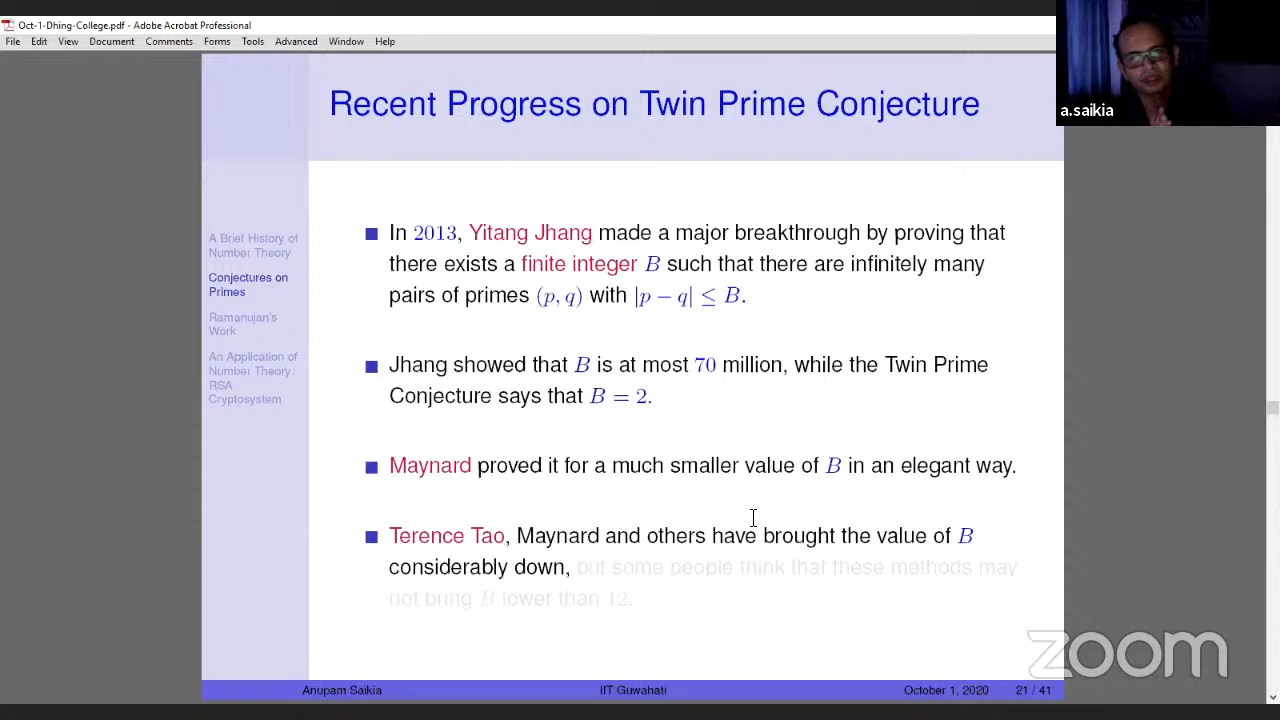 Oct-1-Dhing-College.pdf - Adobe Acrobat Professional
File Edit View Document Comments Forms Tools Advanced Window Help
a.saikia
Recent Progress on Twin Prime Conjecture
A Brief History of
Number Theory
Conjectures on
Primes
Ramanujan's
Work
An Application of
Number Theory:
RSA
Cryptosystem
In 2013, Yitang Jhang made a major breakthrough by proving that
there exists a finite integer B such that there are infinitely many
pairs of primes (p, q) with |p − q| ≤ B.
Jhang showed that B is at most 70 million, while the Twin Prime
Conjecture says that B = 2.
Maynard proved it for a much smaller value of B in an elegant way.
Terence Tao, Maynard and others have brought the value of B
considerably down, but some people think that these methods may
not bring B lower than 12.
zoom
Anupam Saikia IIT Guwahati October 1, 2020 21 / 41